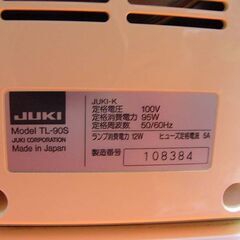 JUKI
Model TL-90S
JUKI CORPORATION
Made in Japan
JUKI-K
定格電圧 100V
定格消費電力 95W
定格周波数 50/60Hz
ランプ消費電力 12W ヒューズ定格電流 5A
製造番号 108384